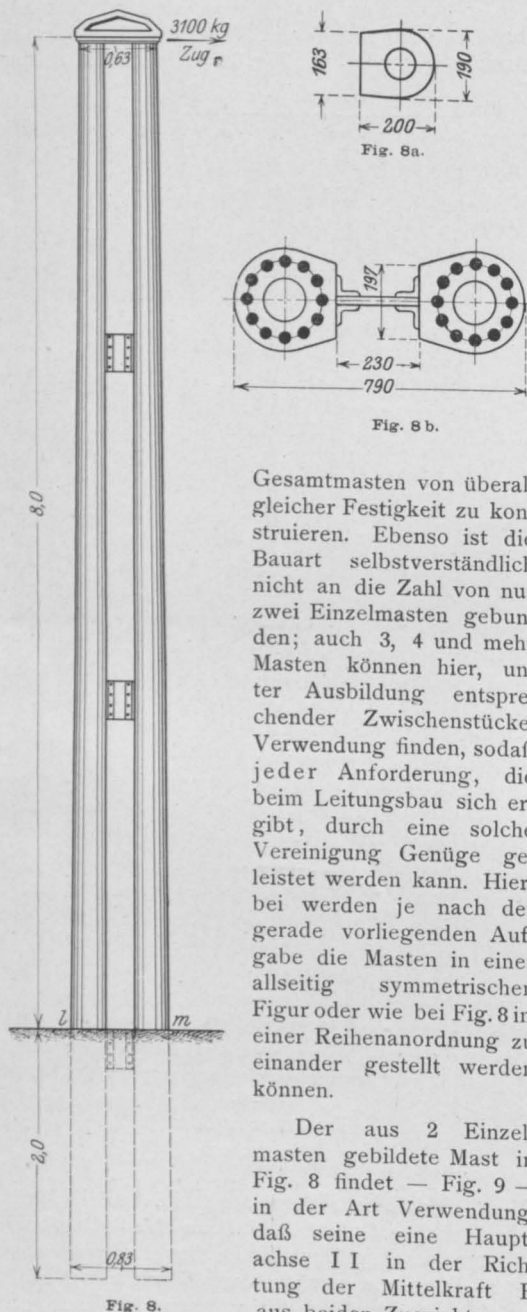 3100 kg
Zug
0,63
8,0
l
m
2,0
0,83
Fig. 8.
163
190
200
Fig. 8a.
197
230
790
Fig. 8 b.
Gesamtmasten von überal
gleicher Festigkeit zu kon
struieren. Ebenso ist die
Bauart selbstverständlich
nicht an die Zahl von nu
zwei Einzelmasten gebun
den; auch 3, 4 und meh
Masten können hier, un
ter Ausbildung entspre
chender Zwischenstücke
Verwendung finden, sodaß
jeder Anforderung, die
beim Leitungsbau sich er
gibt, durch eine solche
Vereinigung Genüge ge
leistet werden kann. Hier
bei werden je nach de
gerade vorliegenden Auf
gabe die Masten in eine
allseitig symmetrischen
Figur oder wie bei Fig. 8 in
einer Reihenanordnung zu
einander gestellt werden
können.
Der aus 2 Einzel
masten gebildete Mast in
Fig. 8 findet — Fig. 9 —
in der Art Verwendung
daß seine eine Haupt
achse I I in der Rich
tung der Mittelkraft